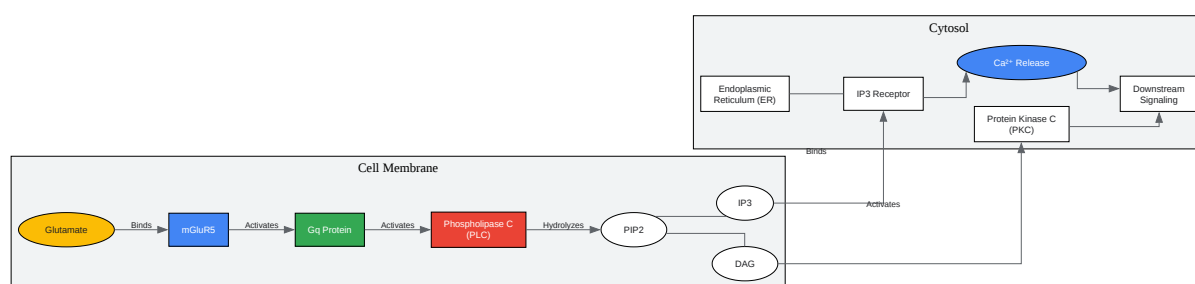 Cytosol
Ca²⁺ Release
Endoplasmic
Reticulum (ER)
IP3 Receptor
Downstream
Signaling
Protein Kinase C
(PKC)
Binds
Cell Membrane
Glutamate
Binds
mGluR5
Activates
Gq Protein
Activates
Phospholipase C
(PLC)
Hydrolyzes
PIP2
IP3
Activates
DAG